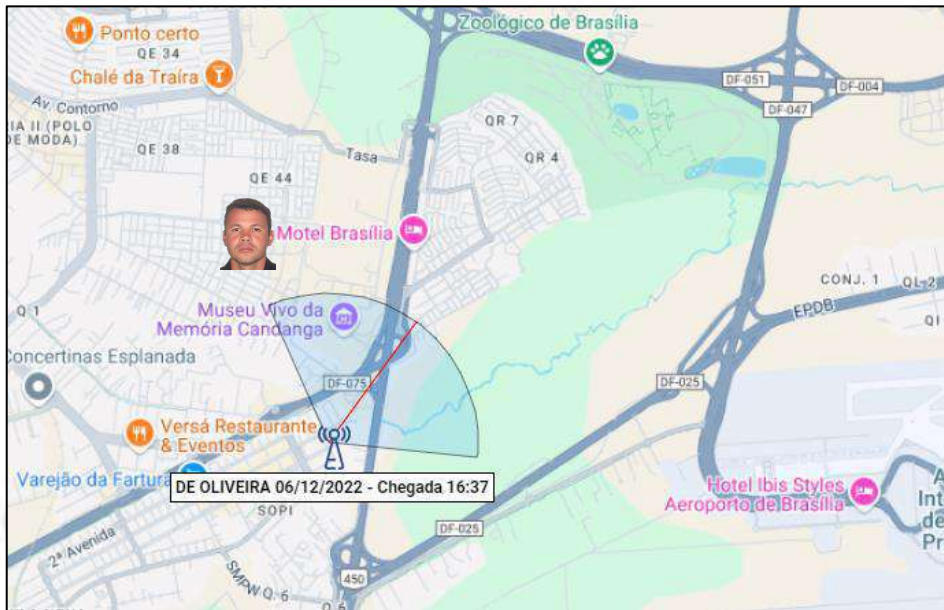 Zoológico de Brasília
Ponto certo
QE 34
Chalé da Traíra
DF-051
DF-004
DF-047
Av. Contorno
QR 7
IA II (POLO
DE MODA)
QE 38
Tasa
QR 4
QE 44
Motel Brasília
CONJ. 1
QL 2
Museu Vivo da
Memória Candanga
Q 1
EPDB
QI
Concertinas Esplanada
DF-075
DF-025
Versá Restaurante
& Eventos
Varejão da Fartura
DE OLIVEIRA 06/12/2022 - Chegada 16:37
Hotel Ibis Styles
Aeroporto de Brasília
A
Int
de
Pr
SOPI
DF-025
2ª Avenida
450
SMPW Q. 6
Q. 6